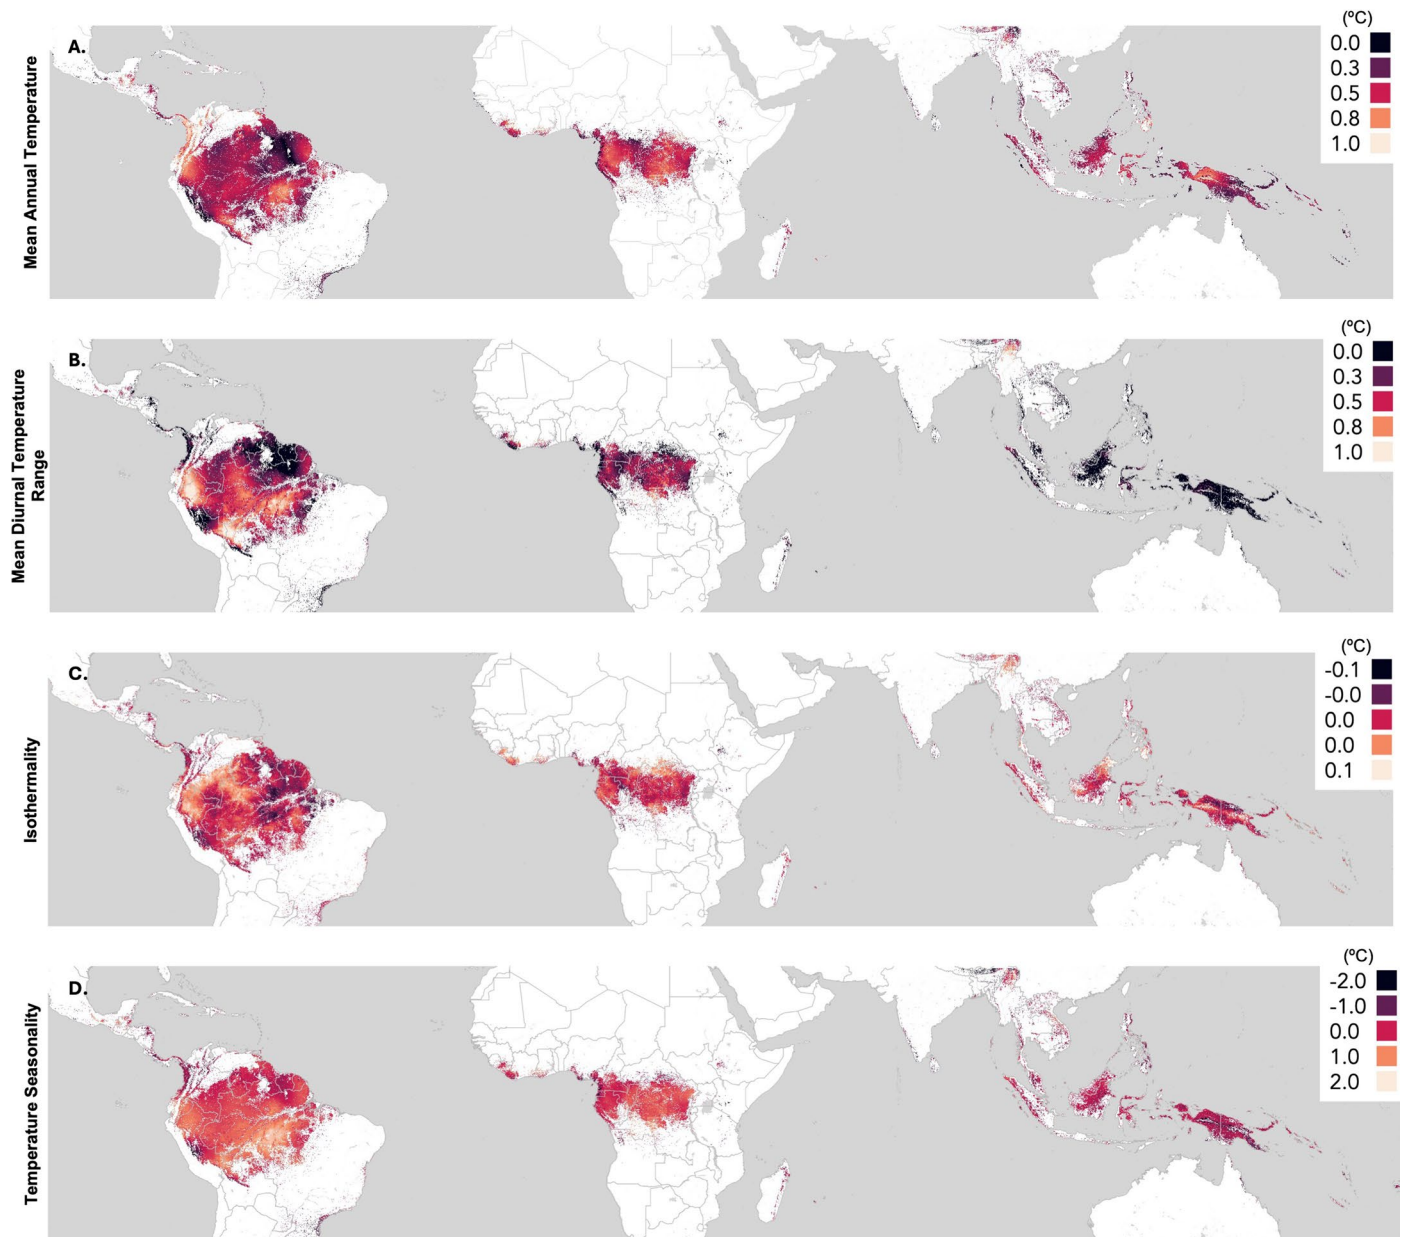 (ºC)
A.
0.0
0.3
0.5
0.8
1.0
Mean Annual Temperature
(ºC)
B.
0.0
0.3
0.5
0.8
1.0
Mean Diurnal Temperature
Range
(ºC)
C.
-0.1
-0.0
0.0
0.0
0.1
Isothermality
(ºC)
D.
-2.0
-1.0
0.0
1.0
2.0
Temperature Seasonality